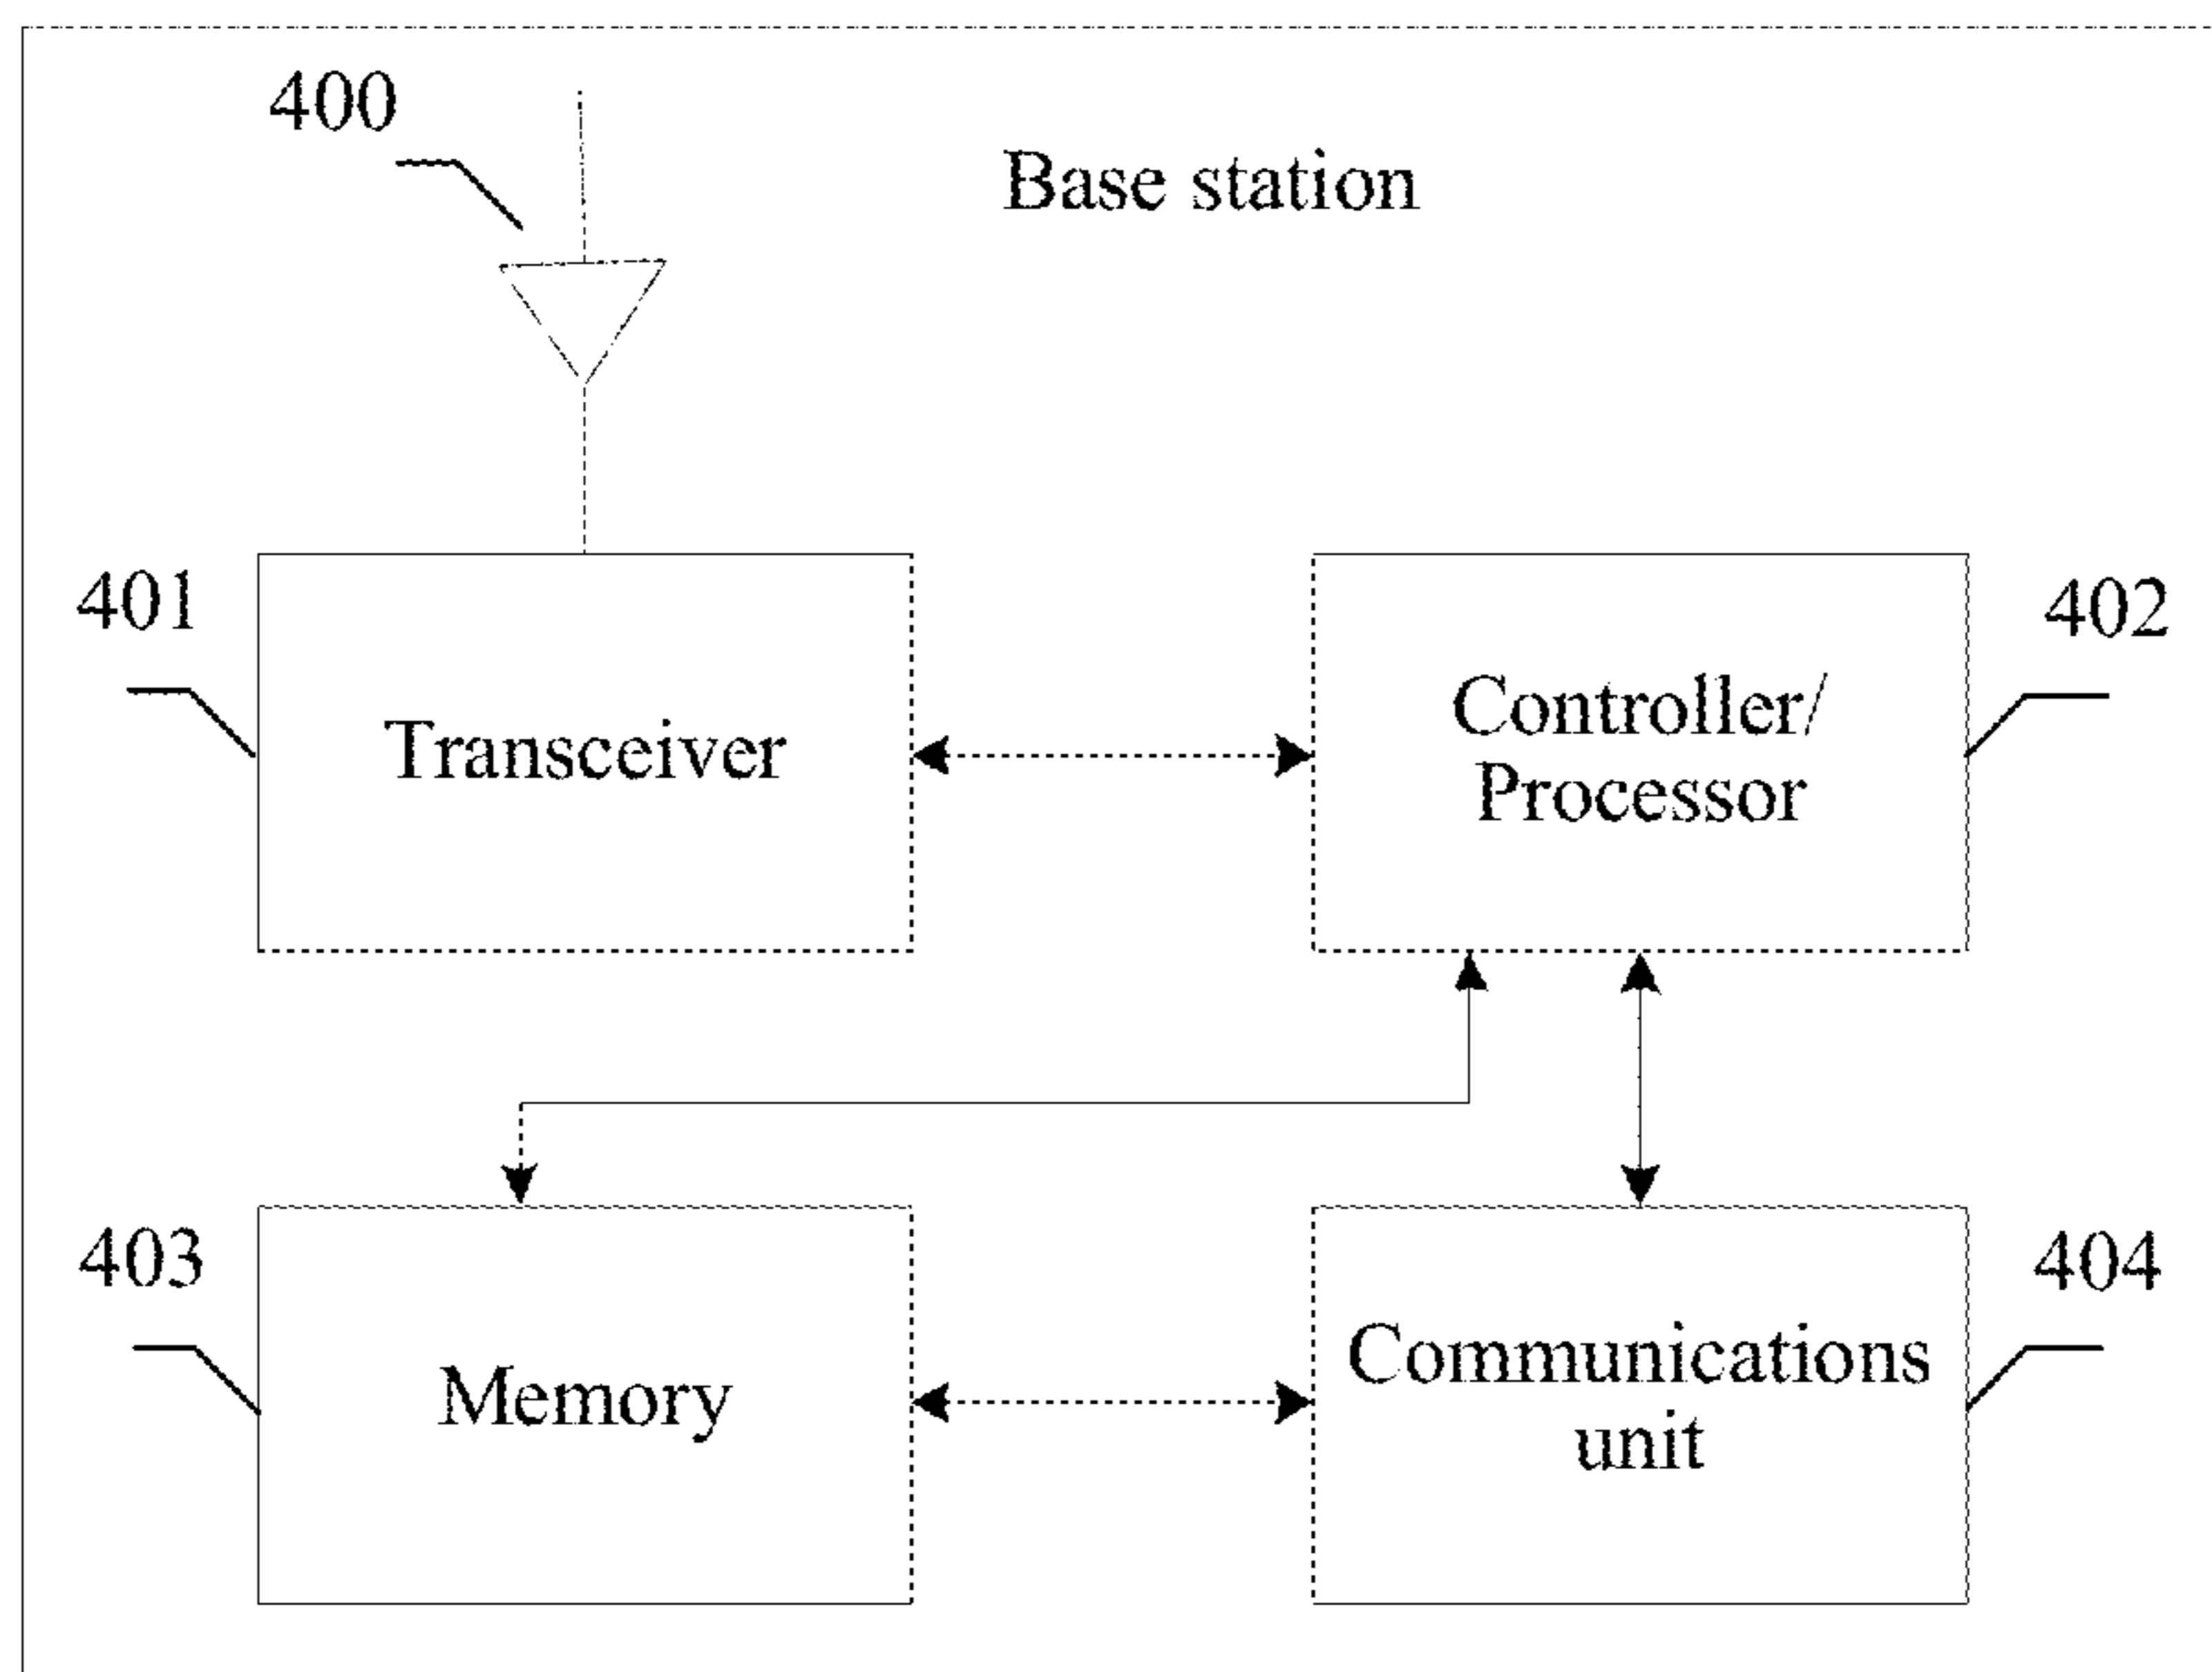 400
Base station
401
Transceiver
Controller/
Processor
402
403
Memory
Communications
unit
404